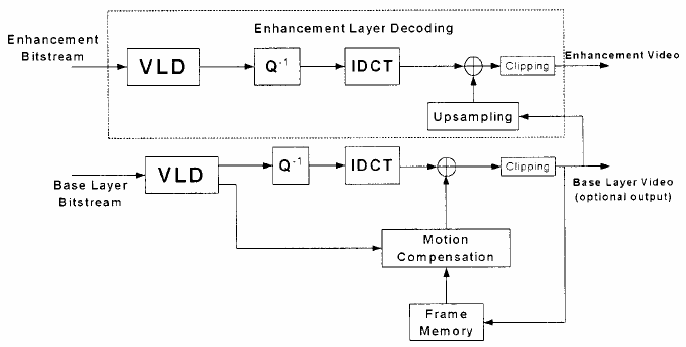 Enhancement Layer Decoding
Enhancement
Bitstream
VLD
Q-1
IDCT
Clipping
Enhancement Video
Upsampling
Base Layer
Bitstream
VLD
Q-1
IDCT
Clipping
Base Layer Video
(optional output)
Motion
Compensation
Frame
Memory